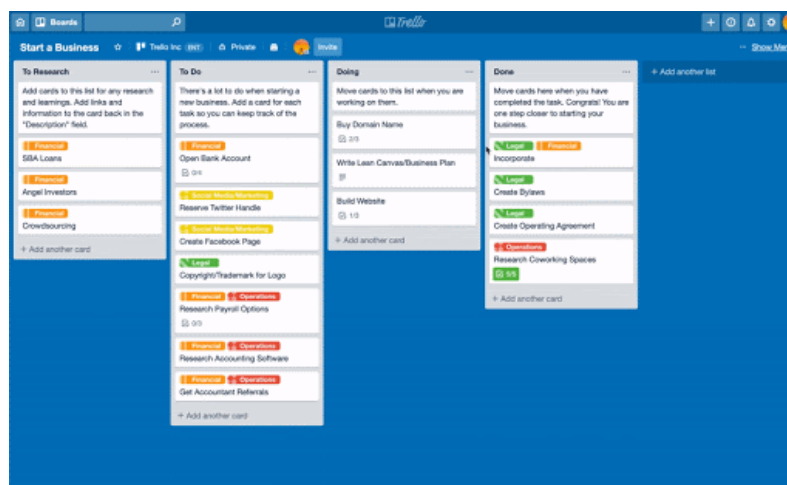 Boards
Trello
Start a Business
Trello Inc
ENT
Private
Invite
Show Men
To Research
Add cards to this list for any research
and learnings. Add links and
information to the card back in the
"Description" field.
Financial
SBA Loans
Financial
Angel Investors
Financial
Crowdsourcing
+ Add another card
To Do
There's a lot to do when starting a
new business. Add a card for each
task so you can keep track of the
process.
Financial
Open Bank Account
Social Media/Marketing
Reserve Twitter Handle
Social Media/Marketing
Create Facebook Page
Legal
Copyright/Trademark for Logo
Financial Operations
Research Payroll Options
0/3
Financial Operations
Research Accounting Software
Financial Operations
Get Accountant Referrals
+ Add another card
Doing
Move cards to this list when you are
working on them.
Buy Domain Name
2/3
Write Lean Canvas/Business Plan
Build Website
1/3
+ Add another card
Done
Move cards here when you have
completed the task. Congrats! You are
one step closer to starting your
business.
Legal Financial
Incorporate
Legal
Create Bylaws
Legal
Create Operating Agreement
Operations
Research Coworking Spaces
5/5
+ Add another card
+ Add another list